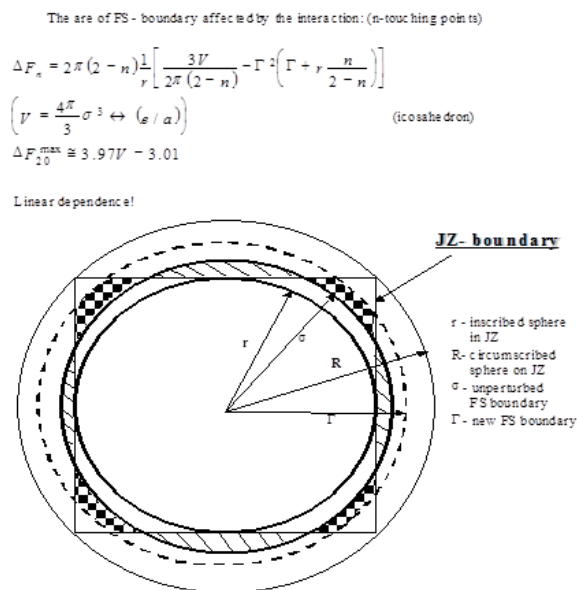 The are of FS - boundary affected by the interaction: (n-touching points)
ΔF_n = 2π(2 − n) 1/r [ 3V / 2π(2 − n) − Γ² ( Γ + r n / 2 − n ) ]
( V = 4π/3 σ³ ↔ (e / a) )
(icosahedron)
ΔF₂₀^max ≅ 3.97V − 3.01
Linear dependence!
JZ- boundary
r
σ
R
Γ
r - inscribed sphere
in JZ
R- circumscribed
sphere on JZ
σ - unperturbed
FS boundary
Γ - new FS boundary